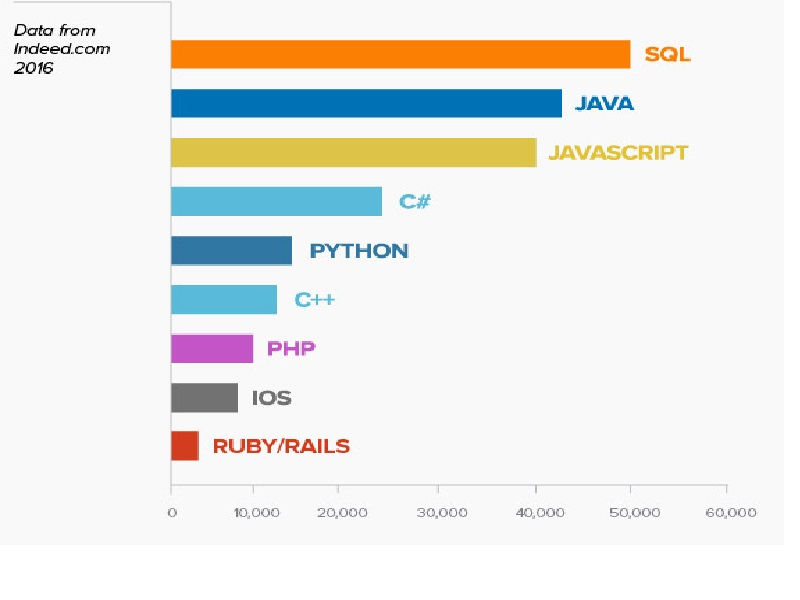 Data from
Indeed.com
2016
SQL
JAVA
JAVASCRIPT
C#
PYTHON
C++
PHP
IOS
RUBY/RAILS
0 10,000 20,000 30,000 40,000 50,000 60,000